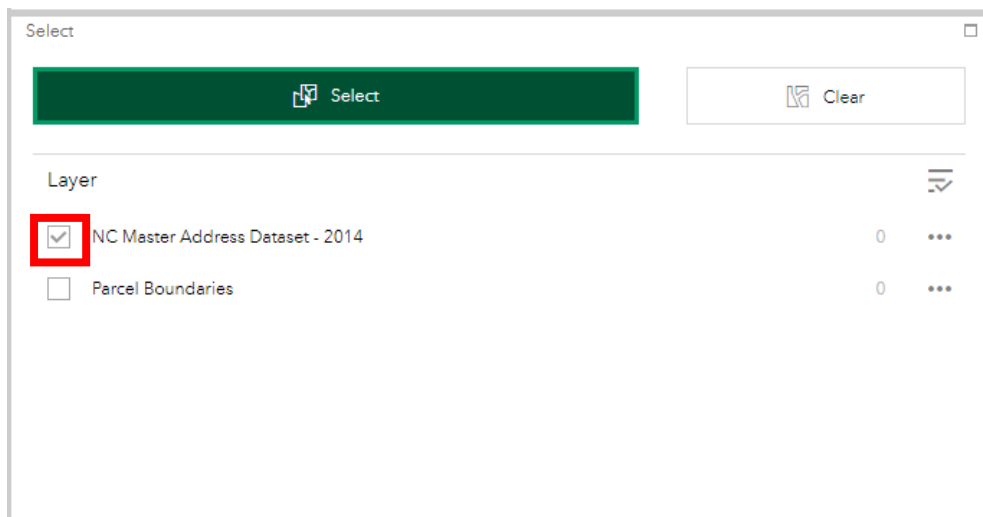 Select
Select Clear
Layer
NC Master Address Dataset - 2014 0
Parcel Boundaries 0